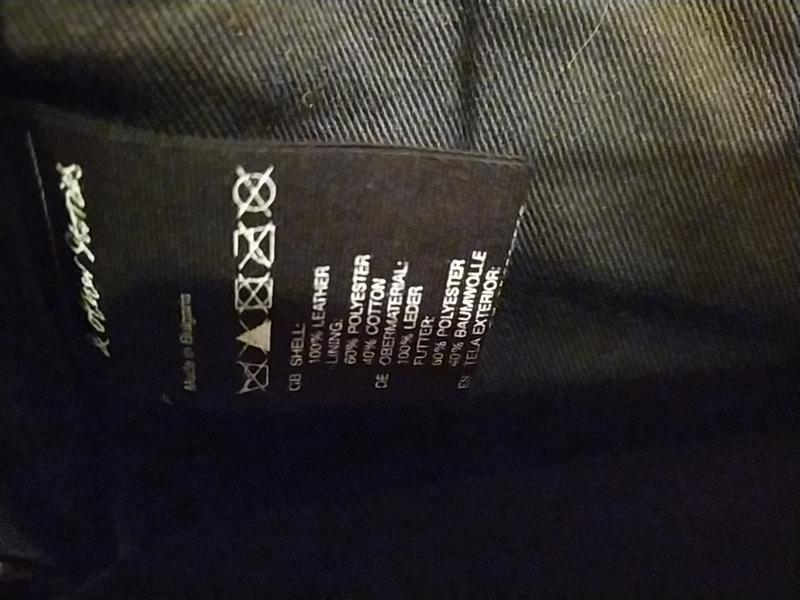 & other Stories
Made in Bulgaria
GB SHELL:
100% LEATHER
LINING:
60% POLYESTER
40% COTTON
DE OBERMATERIAL:
100% LEDER
FUTTER:
60% POLYESTER
40% BAUMWOLLE
TELA EXTERIOR: